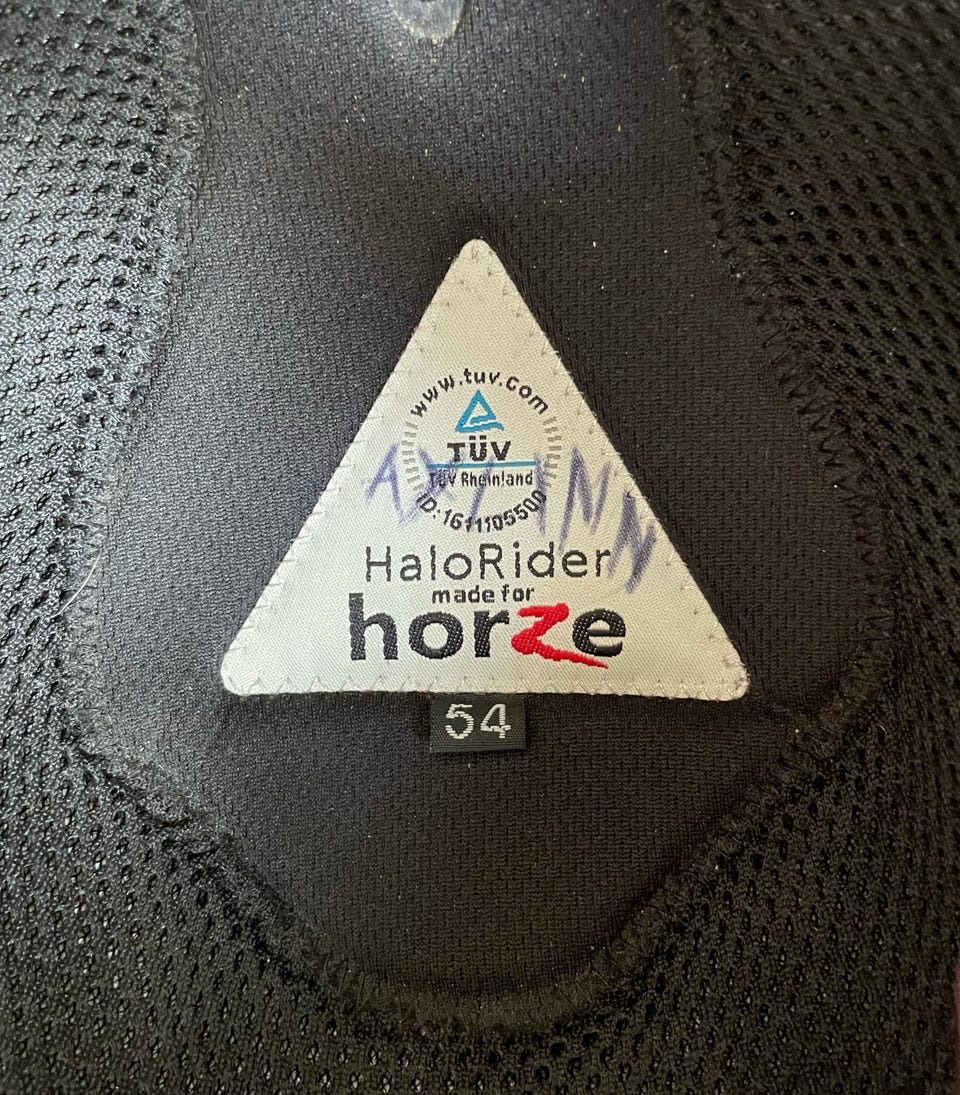 www.tuv.com
TÜV
TÜV Rheinland
ID: 1611105500
HaloRider
made for
horze
54